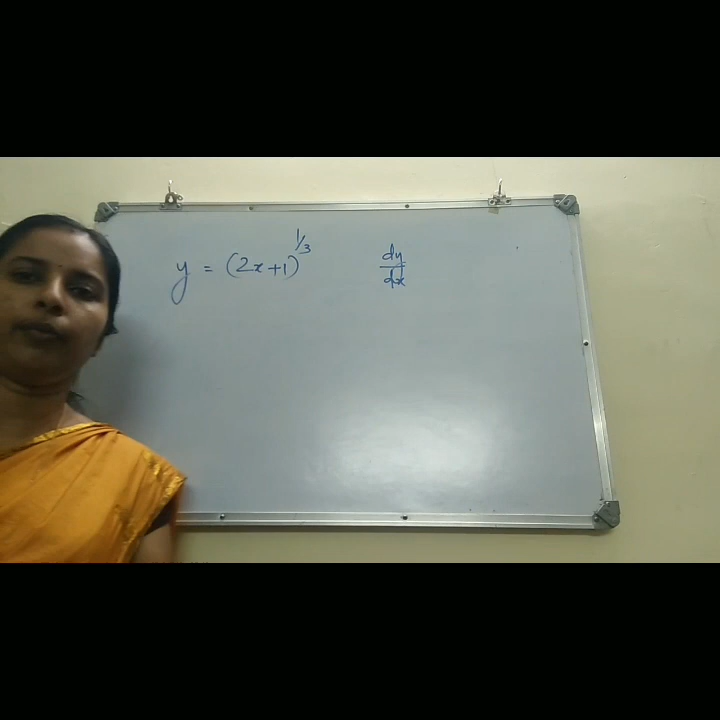 y = (2x+1)^{1/3} dy/dx